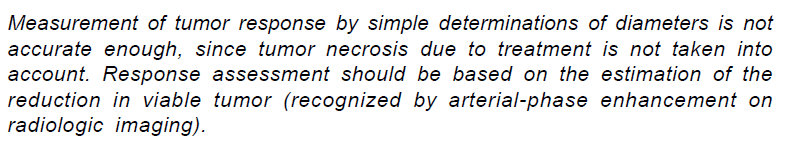 Measurement of tumor response by simple determinations of diameters is not
accurate enough, since tumor necrosis due to treatment is not taken into
account. Response assessment should be based on the estimation of the
reduction in viable tumor (recognized by arterial-phase enhancement on
radiologic imaging).